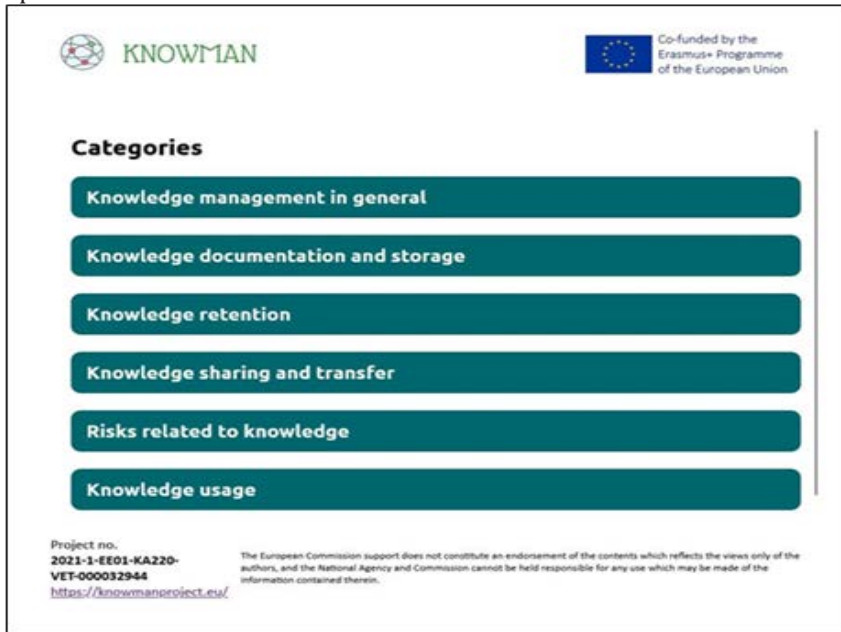 KNOWMAN
Co-funded by the
Erasmus+ Programme
of the European Union
Categories
Knowledge management in general
Knowledge documentation and storage
Knowledge retention
Knowledge sharing and transfer
Risks related to knowledge
Knowledge usage
Project no.
2021-1-EE01-KA220-
VET-000032944
https://knowmanproject.eu/
The European Commission support does not constitute an endorsement of the contents which reflects the views only of the
authors, and the National Agency and Commission cannot be held responsible for any use which may be made of the
information contained therein.